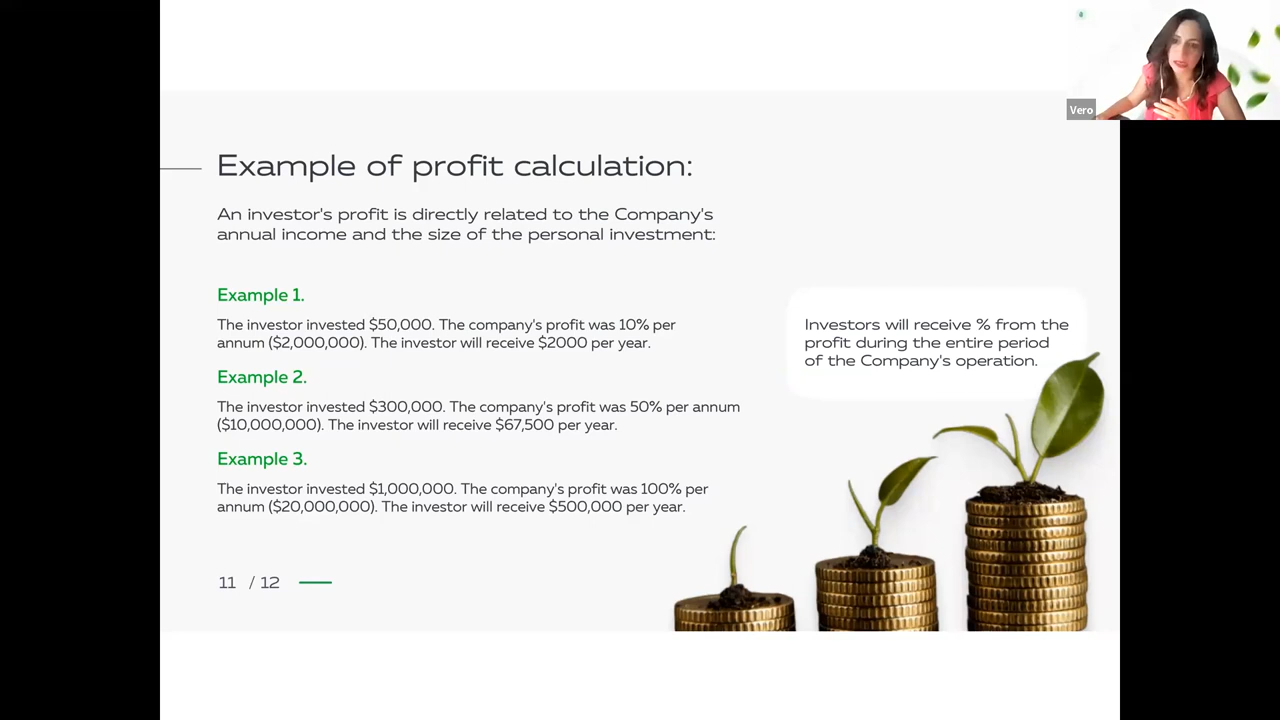 Vero
Example of profit calculation:
An investor's profit is directly related to the Company's
annual income and the size of the personal investment:
Example 1.
The investor invested $50,000. The company's profit was 10% per
annum ($2,000,000). The investor will receive $2000 per year.
Example 2.
The investor invested $300,000. The company's profit was 50% per annum
($10,000,000). The investor will receive $67,500 per year.
Example 3.
The investor invested $1,000,000. The company's profit was 100% per
annum ($20,000,000). The investor will receive $500,000 per year.
Investors will receive % from the
profit during the entire period
of the Company's operation.
11 / 12